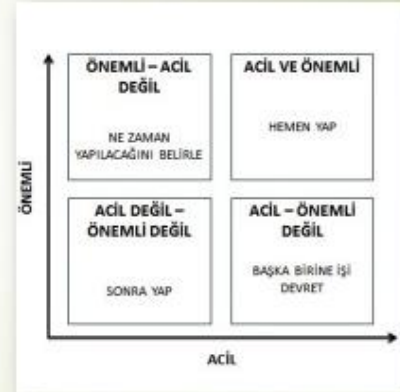 ÖNEMLİ – ACİL
DEĞİL
NE ZAMAN
YAPILACAĞINI BELİRLE
ACİL VE ÖNEMLİ
HEMEN YAP
ACİL DEĞİL –
ÖNEMLİ DEĞİL
SONRA YAP
ACİL – ÖNEMLİ
DEĞİL
BAŞKA BİRİNE İŞİ
DEVRET
ÖNEMLİ
ACİL